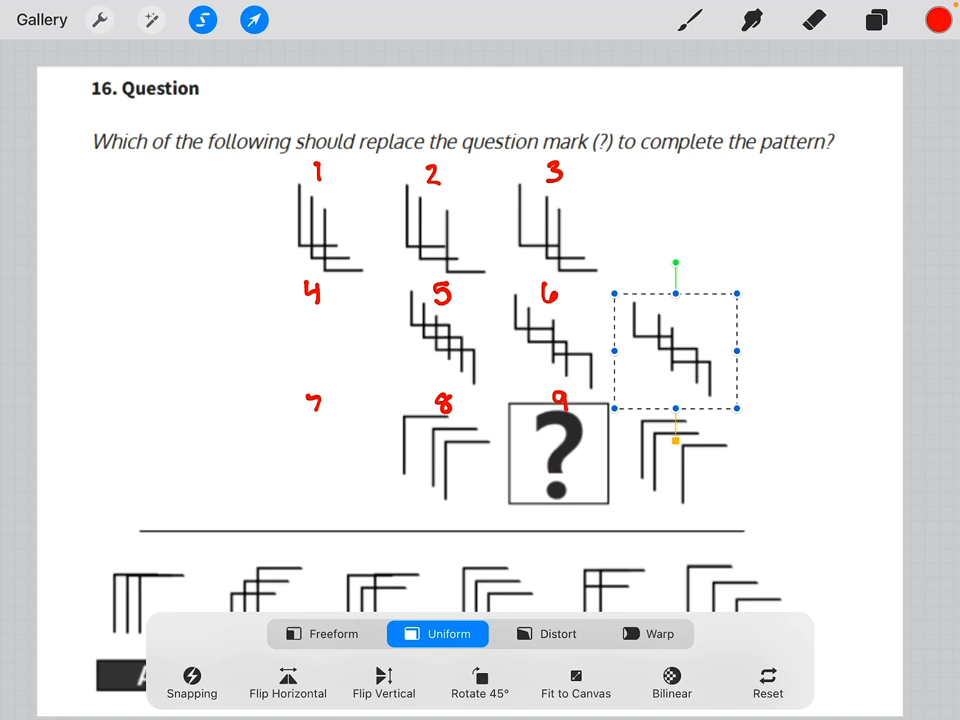 Gallery
16. Question
Which of the following should replace the question mark (?) to complete the pattern?
1 2 3
4 5 6
7 8 9
?
Freeform Uniform Distort Warp
A
Snapping Flip Horizontal Flip Vertical Rotate 45° Fit to Canvas Bilinear Reset